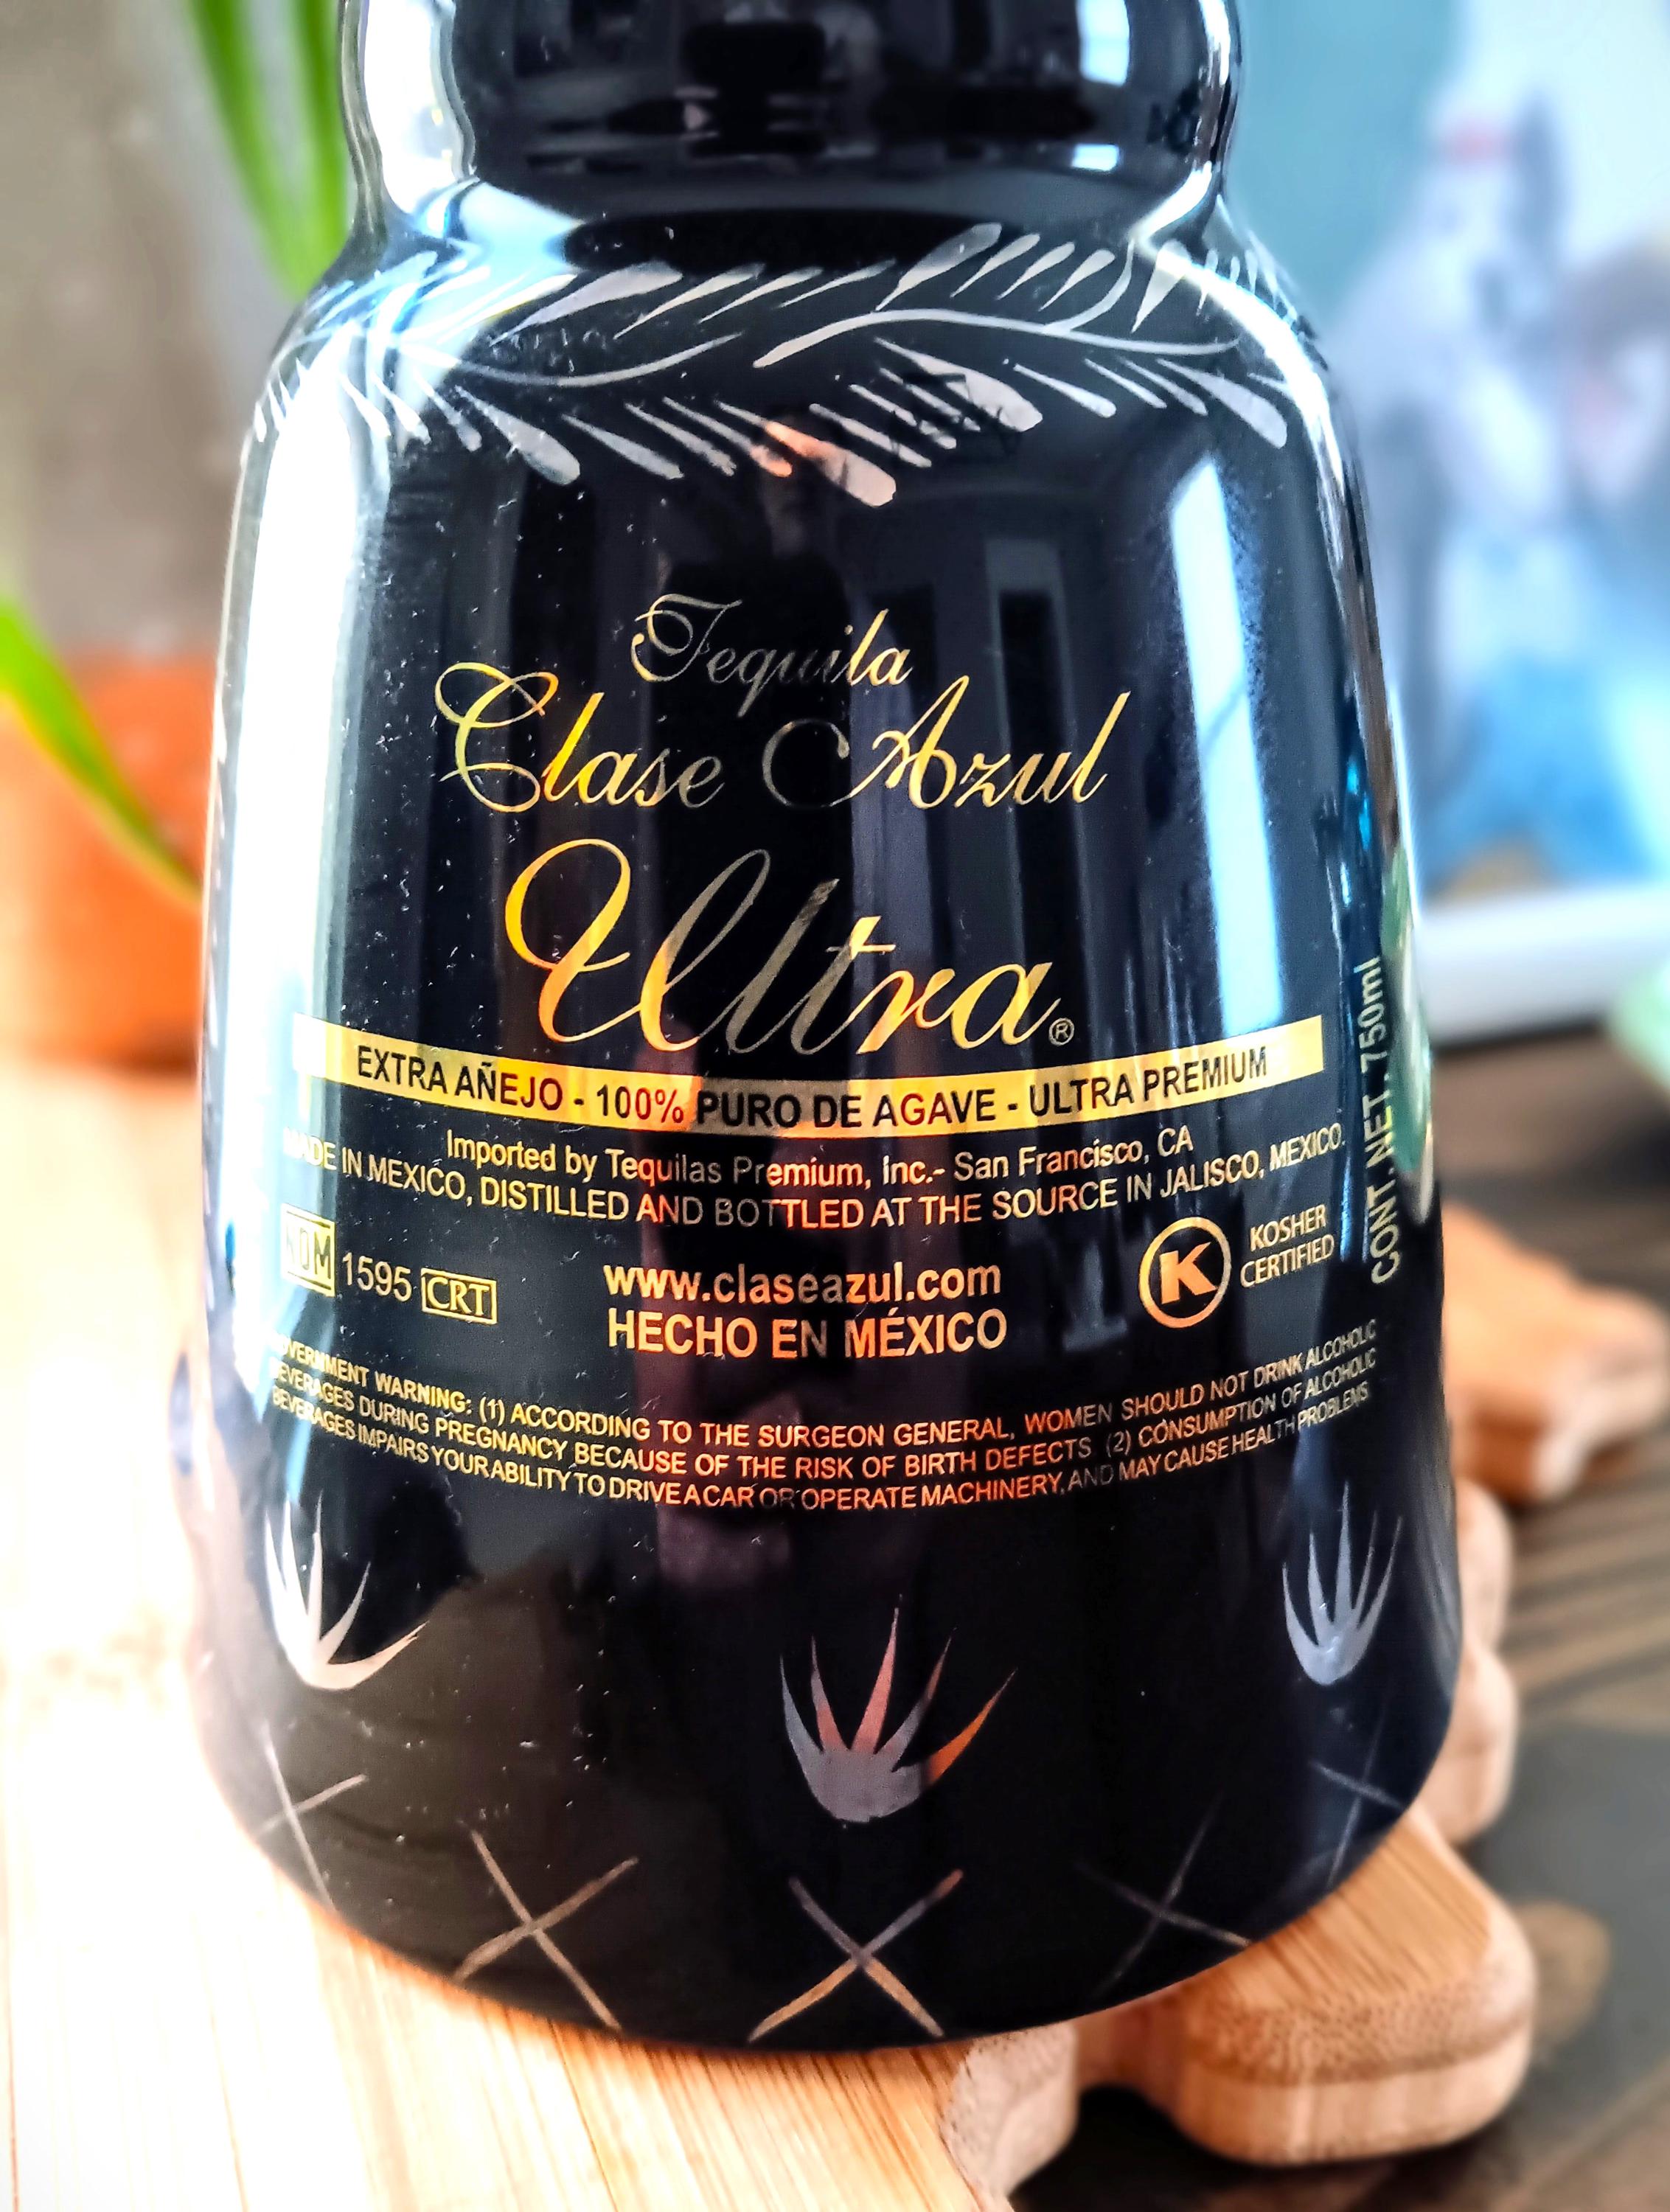 Tequila
Clase Azul
Ultra®
EXTRA AÑEJO - 100% PURO DE AGAVE - ULTRA PREMIUM
Imported by Tequilas Premium, Inc.- San Francisco, CA
MADE IN MEXICO, DISTILLED AND BOTTLED AT THE SOURCE IN JALISCO, MEXICO.
NOM 1595 CRT
www.claseazul.com
HECHO EN MÉXICO
K KOSHER
CERTIFIED
CONT. NET. 750ml
GOVERNMENT WARNING: (1) ACCORDING TO THE SURGEON GENERAL, WOMEN SHOULD NOT DRINK ALCOHOLIC
BEVERAGES DURING PREGNANCY BECAUSE OF THE RISK OF BIRTH DEFECTS (2) CONSUMPTION OF ALCOHOLIC
BEVERAGES IMPAIRS YOUR ABILITY TO DRIVE A CAR OR OPERATE MACHINERY, AND MAY CAUSE HEALTH PROBLEMS